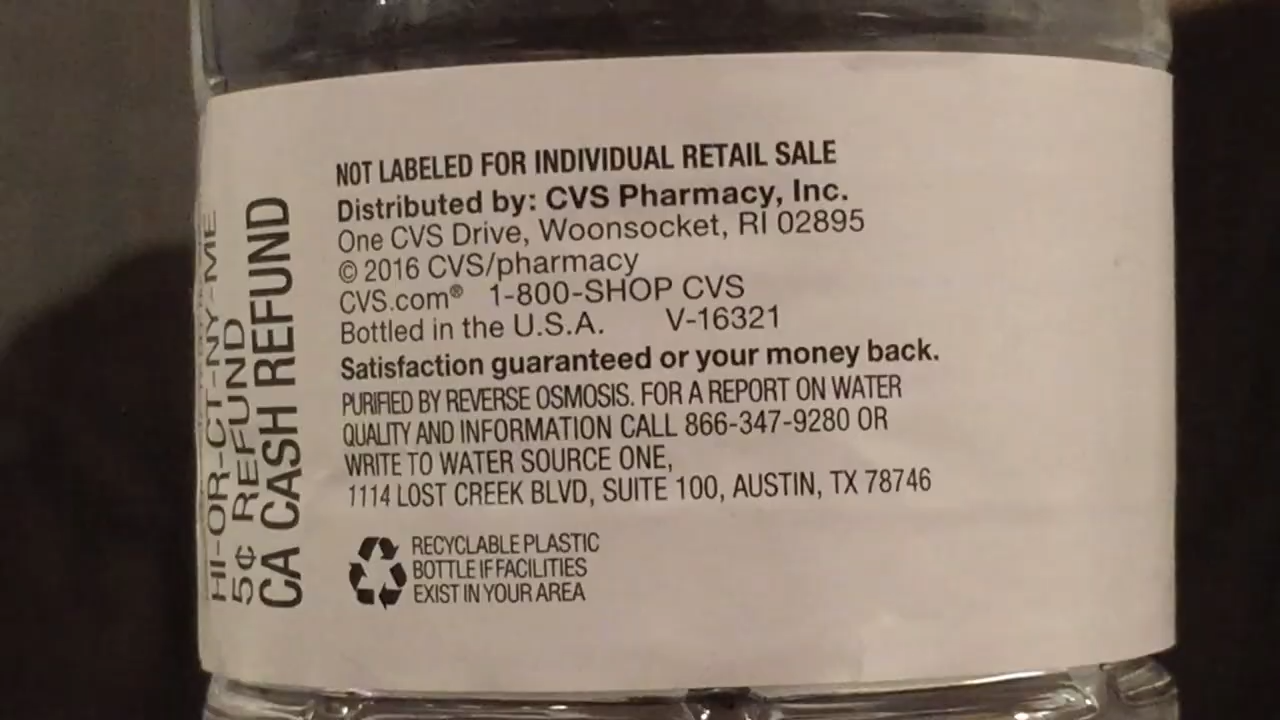 HI-OR-CT-NY-ME
5¢ REFUND
CA CASH REFUND
NOT LABELED FOR INDIVIDUAL RETAIL SALE
Distributed by: CVS Pharmacy, Inc.
One CVS Drive, Woonsocket, RI 02895
© 2016 CVS/pharmacy
CVS.com® 1-800-SHOP CVS
Bottled in the U.S.A. V-16321
Satisfaction guaranteed or your money back.
PURIFIED BY REVERSE OSMOSIS. FOR A REPORT ON WATER
QUALITY AND INFORMATION CALL 866-347-9280 OR
WRITE TO WATER SOURCE ONE,
1114 LOST CREEK BLVD, SUITE 100, AUSTIN, TX 78746
RECYCLABLE PLASTIC
BOTTLE IF FACILITIES
EXIST IN YOUR AREA